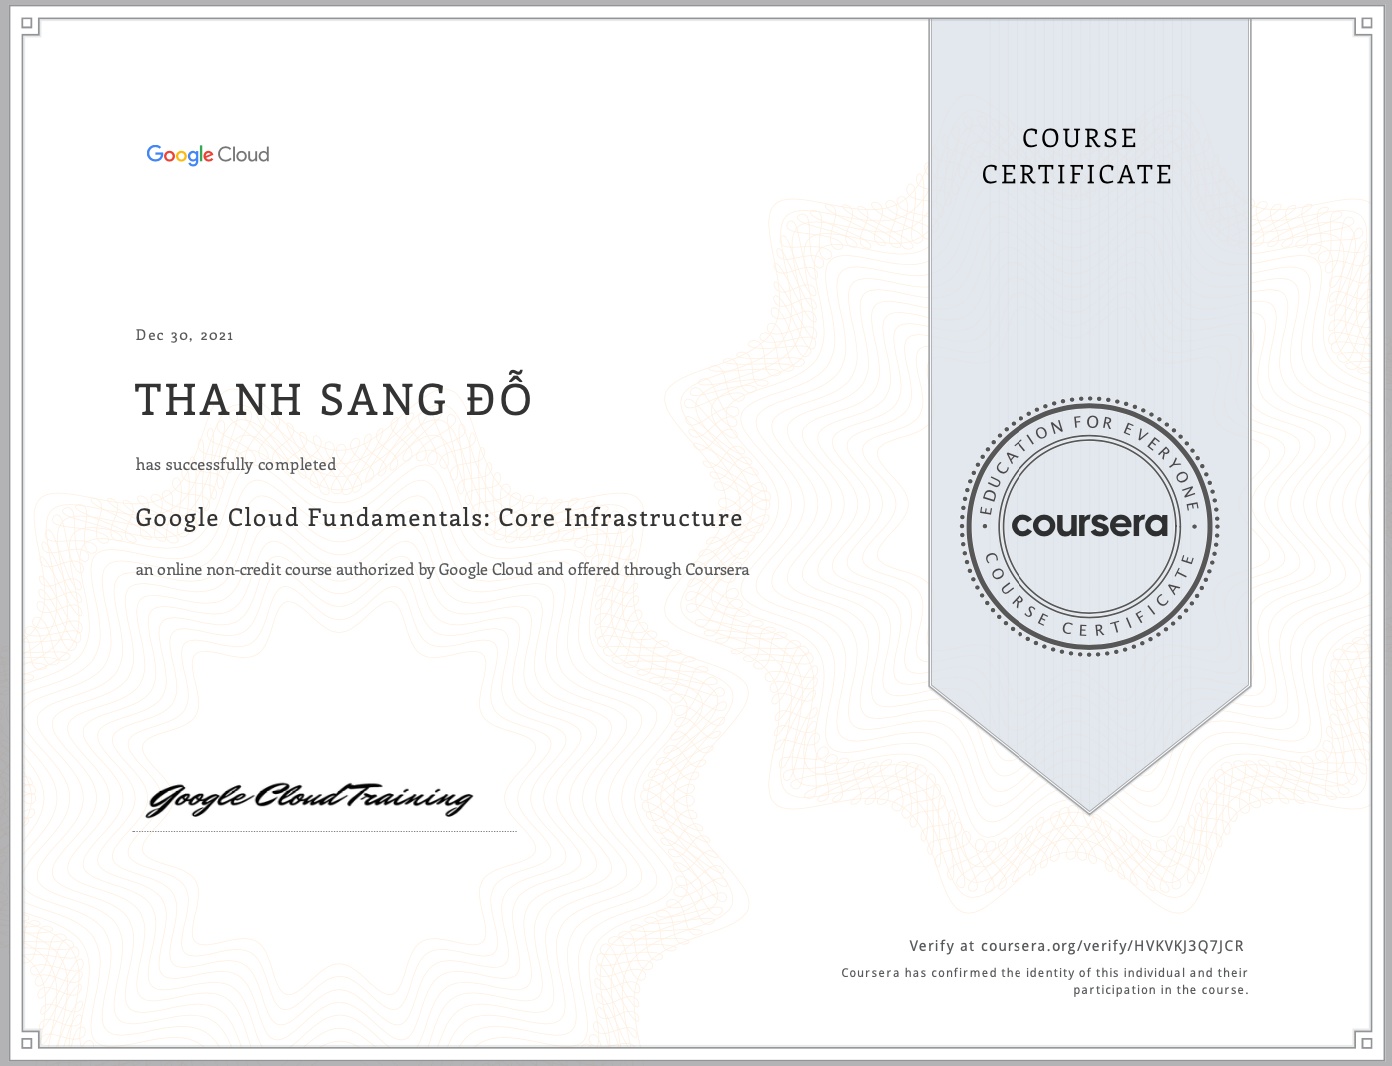 Google Cloud
COURSE
CERTIFICATE
Dec 30, 2021
THANH SANG ĐỖ
has successfully completed
Google Cloud Fundamentals: Core Infrastructure
an online non-credit course authorized by Google Cloud and offered through Coursera
EDUCATION FOR EVERYONE
coursera
COURSE CERTIFICATE
Google Cloud Training
Verify at coursera.org/verify/HVKVKJ3Q7JCR
Coursera has confirmed the identity of this individual and their
participation in the course.